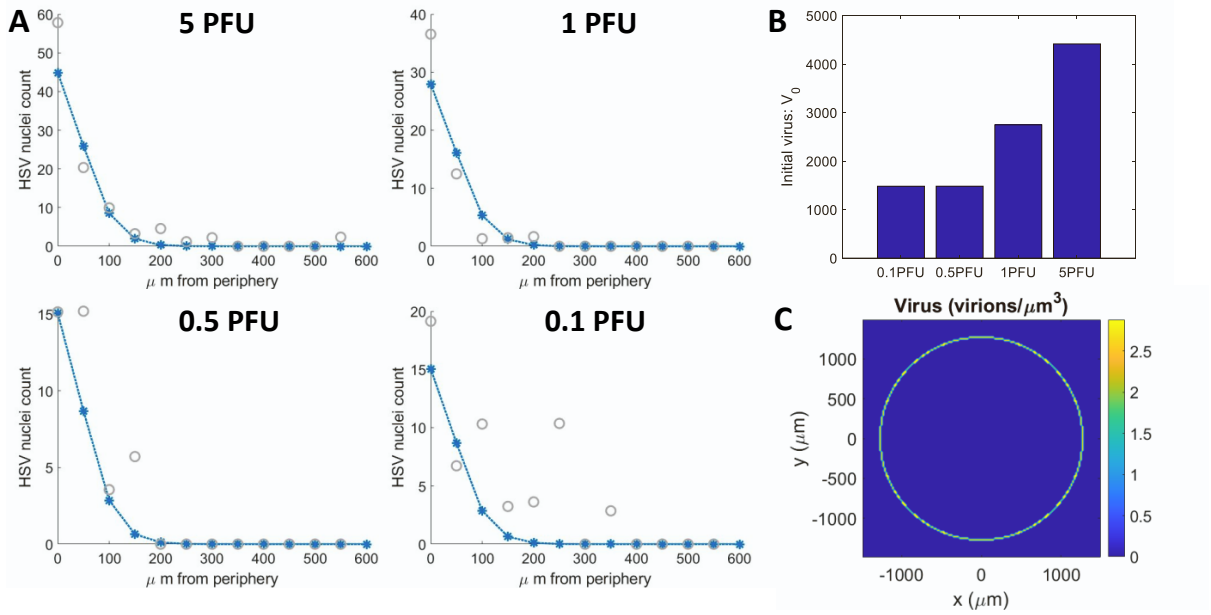 A
5 PFU
60
50
40
30
20
10
0
HSV nuclei count
0 100 200 300 400 500 600
μ m from periphery
1 PFU
40
30
20
10
0
HSV nuclei count
0 100 200 300 400 500 600
μ m from periphery
B
5000
4000
3000
2000
1000
0
Initial virus: V₀
0.1PFU 0.5PFU 1PFU 5PFU
0.5 PFU
15
10
5
0
HSV nuclei count
0 100 200 300 400 500 600
μ m from periphery
0.1 PFU
20
15
10
5
0
HSV nuclei count
0 100 200 300 400 500 600
μ m from periphery
C
Virus (virions/μm³)
1000
500
0
-500
-1000
y (μm)
-1000 0 1000
x (μm)
2.5
2
1.5
1
0.5
0